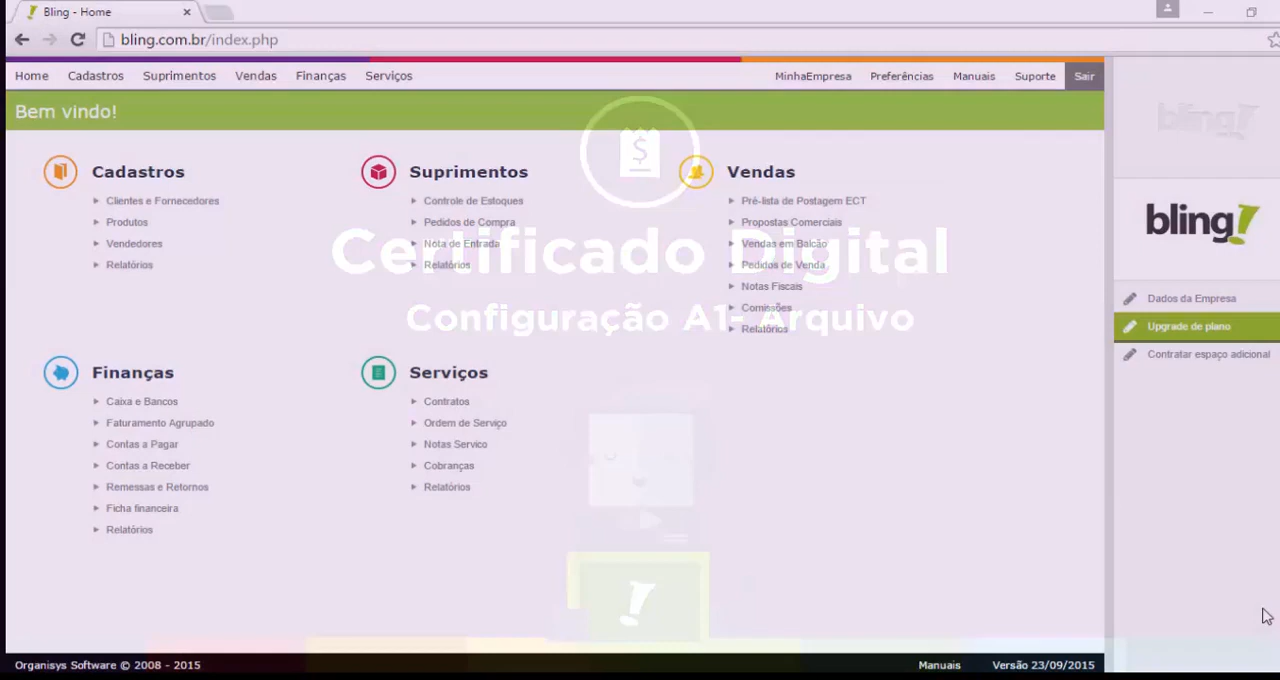 Bling - Home
bling.com.br/index.php
Home Cadastros Suprimentos Vendas Finanças Serviços MinhaEmpresa Preferências Manuais Suporte Sair
Bem vindo!
bling!
bling!
Certificado Digital
Configuração A1- Arquivo
Cadastros
Clientes e Fornecedores
Produtos
Vendedores
Relatórios
Suprimentos
Controle de Estoques
Pedidos de Compra
Nota de Entrada
Relatórios
Vendas
Pré-lista de Postagem ECT
Propostas Comerciais
Vendas em Balcão
Pedidos de Venda
Notas Fiscais
Comissões
Relatórios
Dados da Empresa
Upgrade de plano
Contratar espaço adicional
Finanças
Caixa e Bancos
Faturamento Agrupado
Contas a Pagar
Contas a Receber
Remessas e Retornos
Ficha financeira
Relatórios
Serviços
Contratos
Ordem de Serviço
Notas Servico
Cobranças
Relatórios
Organisys Software © 2008 - 2015 Manuais Versão 23/09/2015